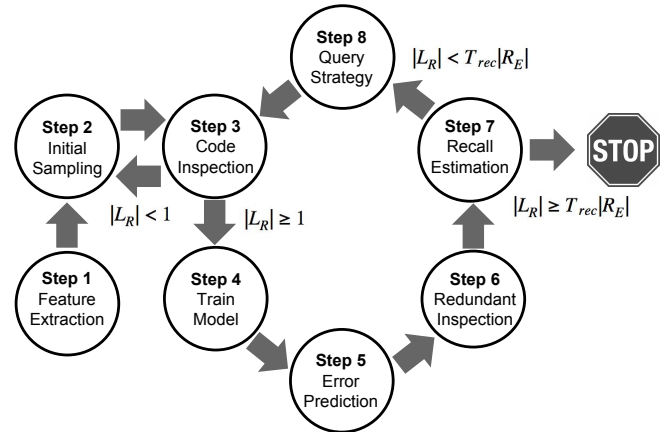 Step 1
Feature
Extraction
Step 2
Initial
Sampling
Step 3
Code
Inspection
|L_R| < 1
|L_R| ≥ 1
Step 4
Train
Model
Step 5
Error
Prediction
Step 6
Redundant
Inspection
Step 7
Recall
Estimation
|L_R| ≥ T_rec|R_E|
STOP
|L_R| < T_rec|R_E|
Step 8
Query
Strategy